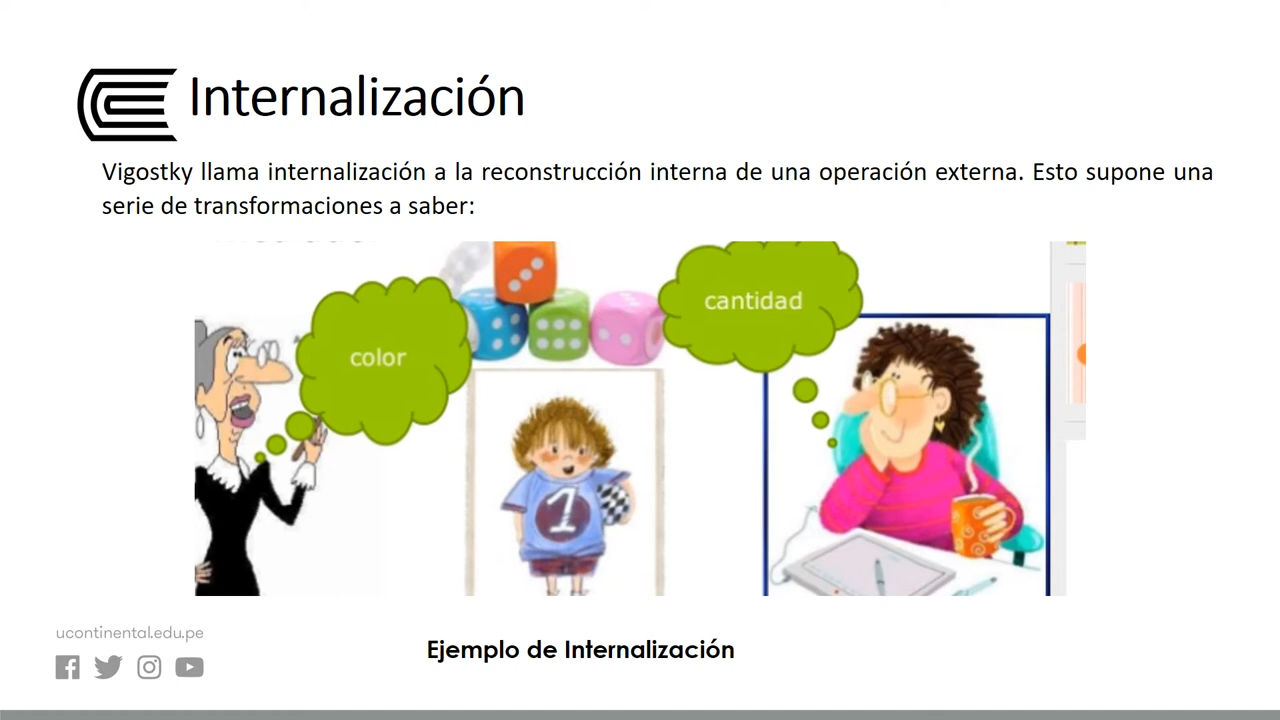 Internalización
Vigostky llama internalización a la reconstrucción interna de una operación externa. Esto supone una
serie de transformaciones a saber:
color
cantidad
1
ucontinental.edu.pe
Ejemplo de Internalización